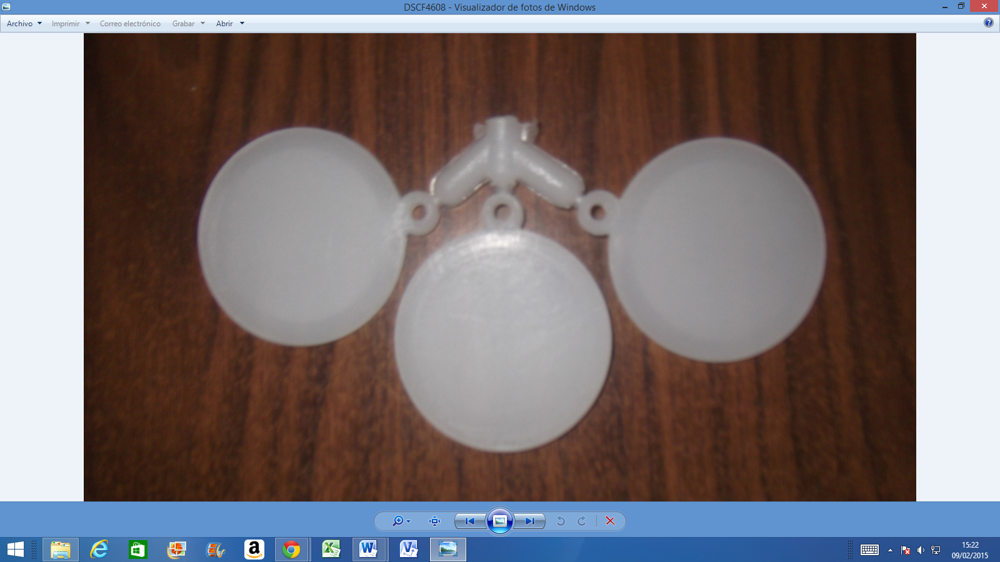 DSCF4608 - Visualizador de fotos de Windows
Archivo Imprimir Correo electrónico Grabar Abrir
15:22
09/02/2015